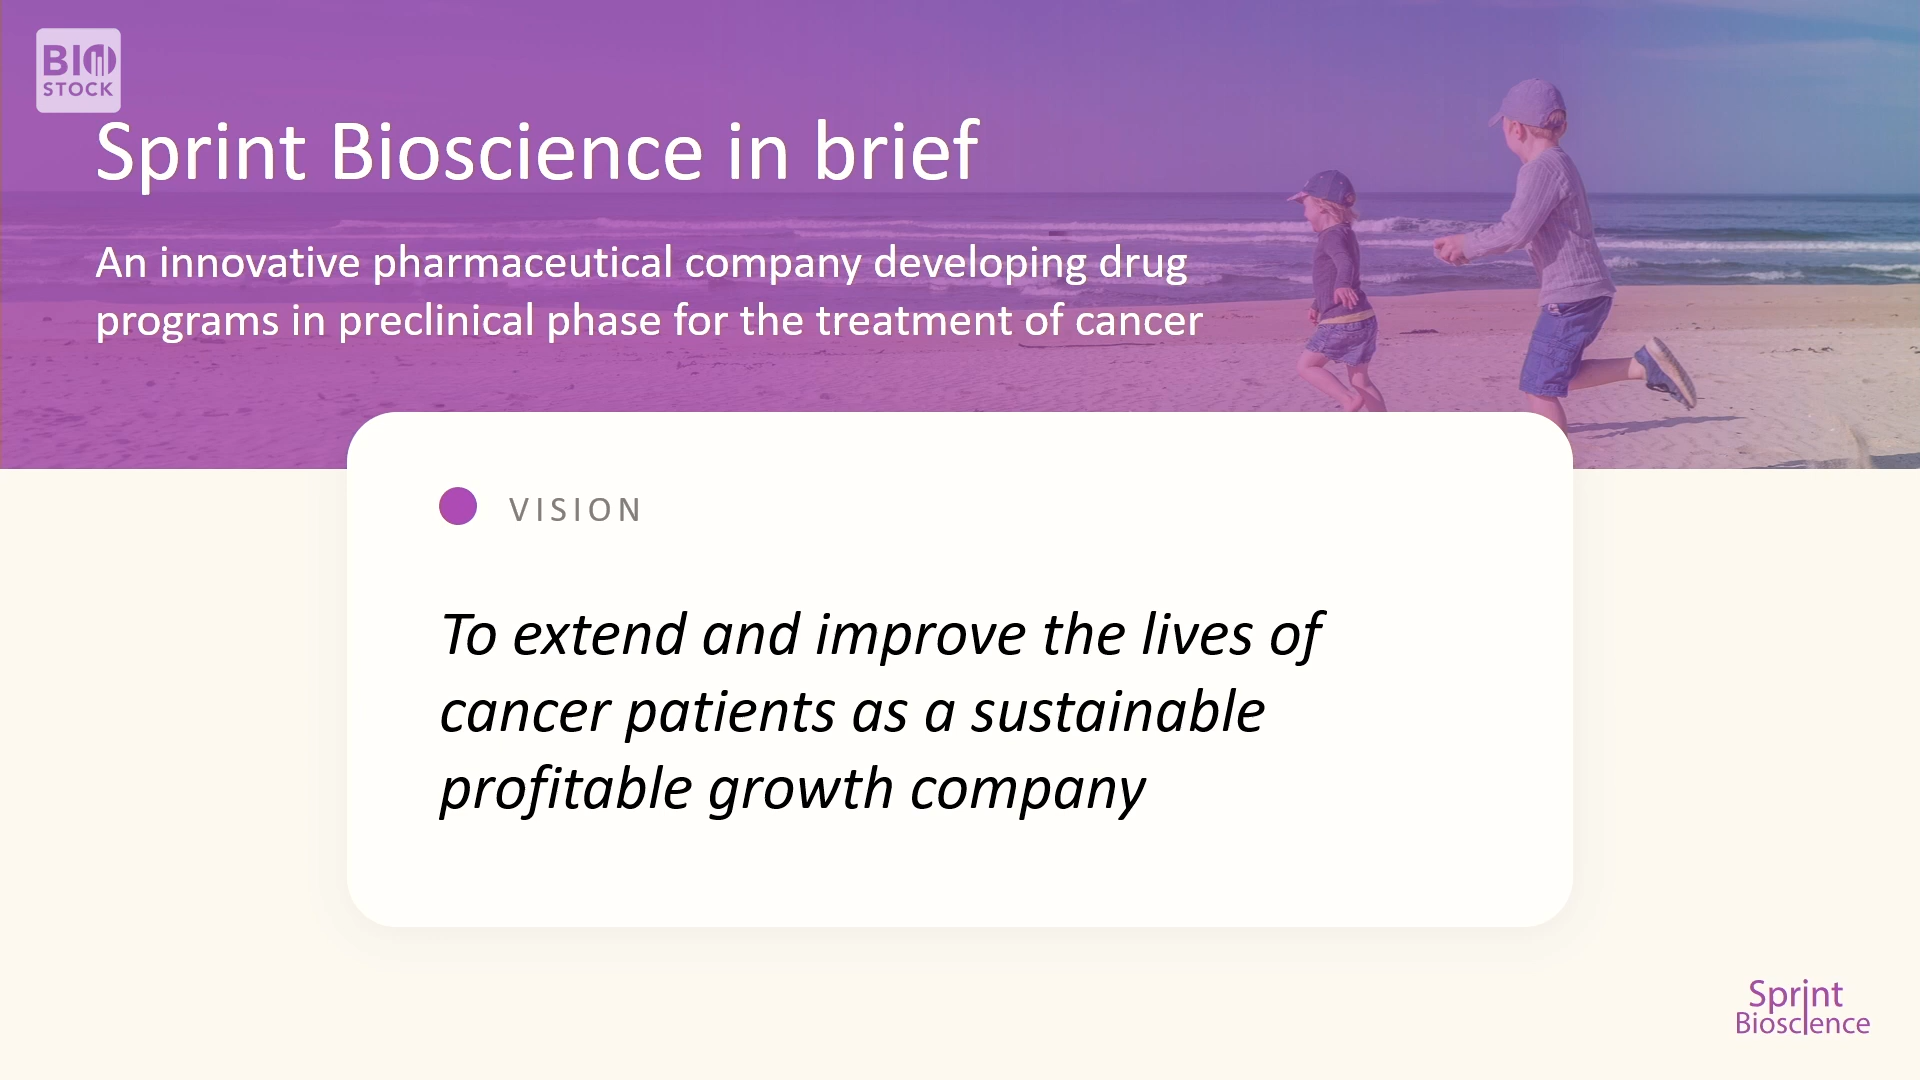 BIO
STOCK
Sprint Bioscience in brief
An innovative pharmaceutical company developing drug
programs in preclinical phase for the treatment of cancer
VISION
To extend and improve the lives of
cancer patients as a sustainable
profitable growth company
Sprint
Bioscience